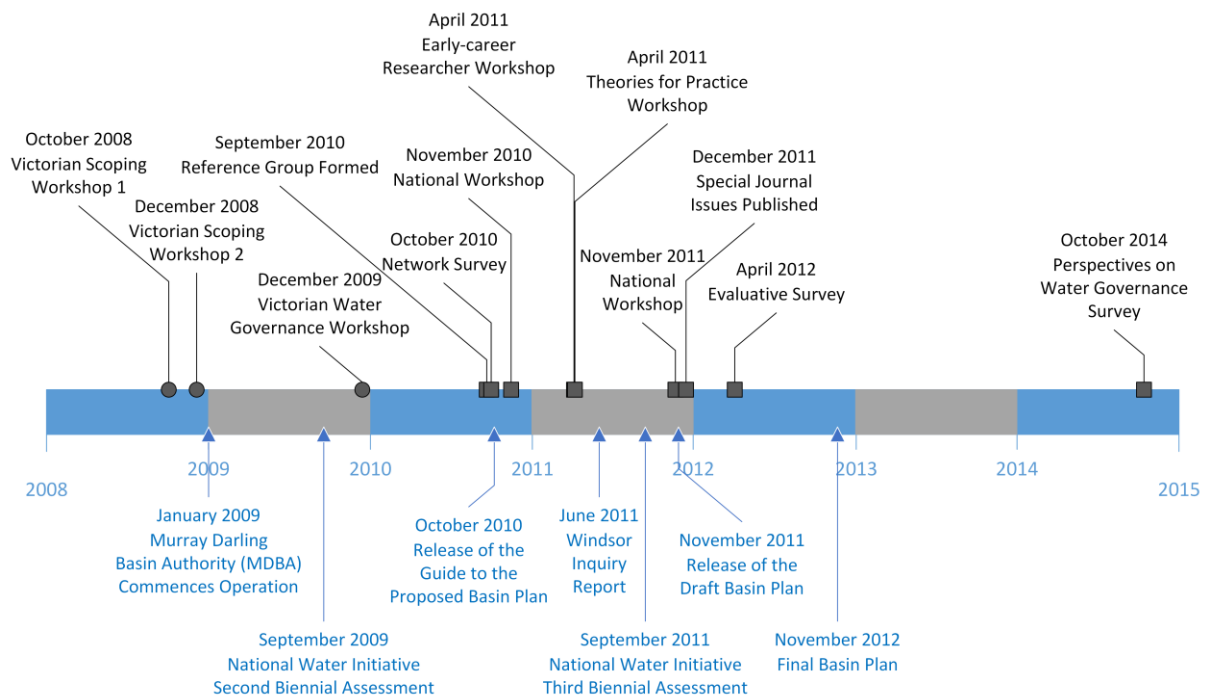 April 2011
Early-career
Researcher Workshop
April 2011
Theories for Practice
Workshop
October 2008
Victorian Scoping
Workshop 1
September 2010
Reference Group Formed
November 2010
National Workshop
December 2011
Special Journal
Issues Published
December 2008
Victorian Scoping
Workshop 2
October 2010
Network Survey
December 2009
Victorian Water
Governance Workshop
November 2011
National
Workshop
April 2012
Evaluative Survey
October 2014
Perspectives on
Water Governance
Survey
2008
2009
2010
2011
2012
2013
2014
2015
January 2009
Murray Darling
Basin Authority (MDBA)
Commences Operation
October 2010
Release of the
Guide to the
Proposed Basin Plan
June 2011
Windsor
Inquiry
Report
November 2011
Release of the
Draft Basin Plan
September 2009
National Water Initiative
Second Biennial Assessment
September 2011
National Water Initiative
Third Biennial Assessment
November 2012
Final Basin Plan